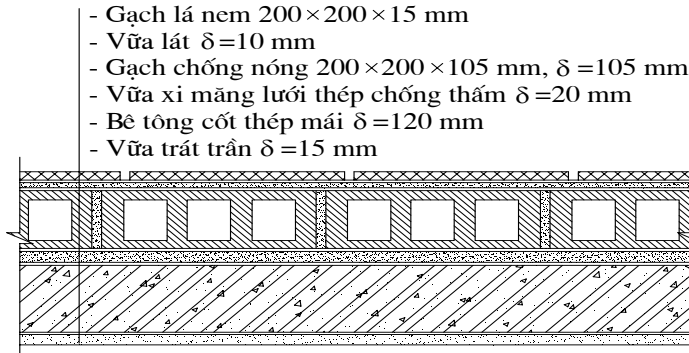 - Gạch lá nem 200×200×15 mm
- Vữa lát δ=10 mm
- Gạch chống nóng 200×200×105 mm, δ=105 mm
- Vữa xi măng lưới thép chống thấm δ=20 mm
- Bê tông cốt thép mái δ=120 mm
- Vữa trát trần δ=15 mm